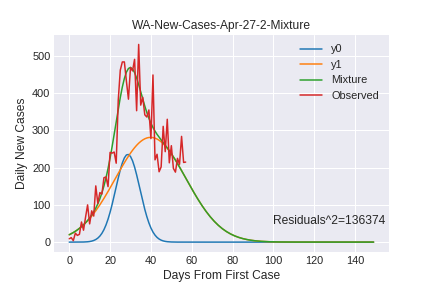 WA-New-Cases-Apr-27-2-Mixture
y0
y1
Mixture
Observed
500
400
300
200
100
0
Daily New Cases
Residuals^2=136374
0 20 40 60 80 100 120 140
Days From First Case